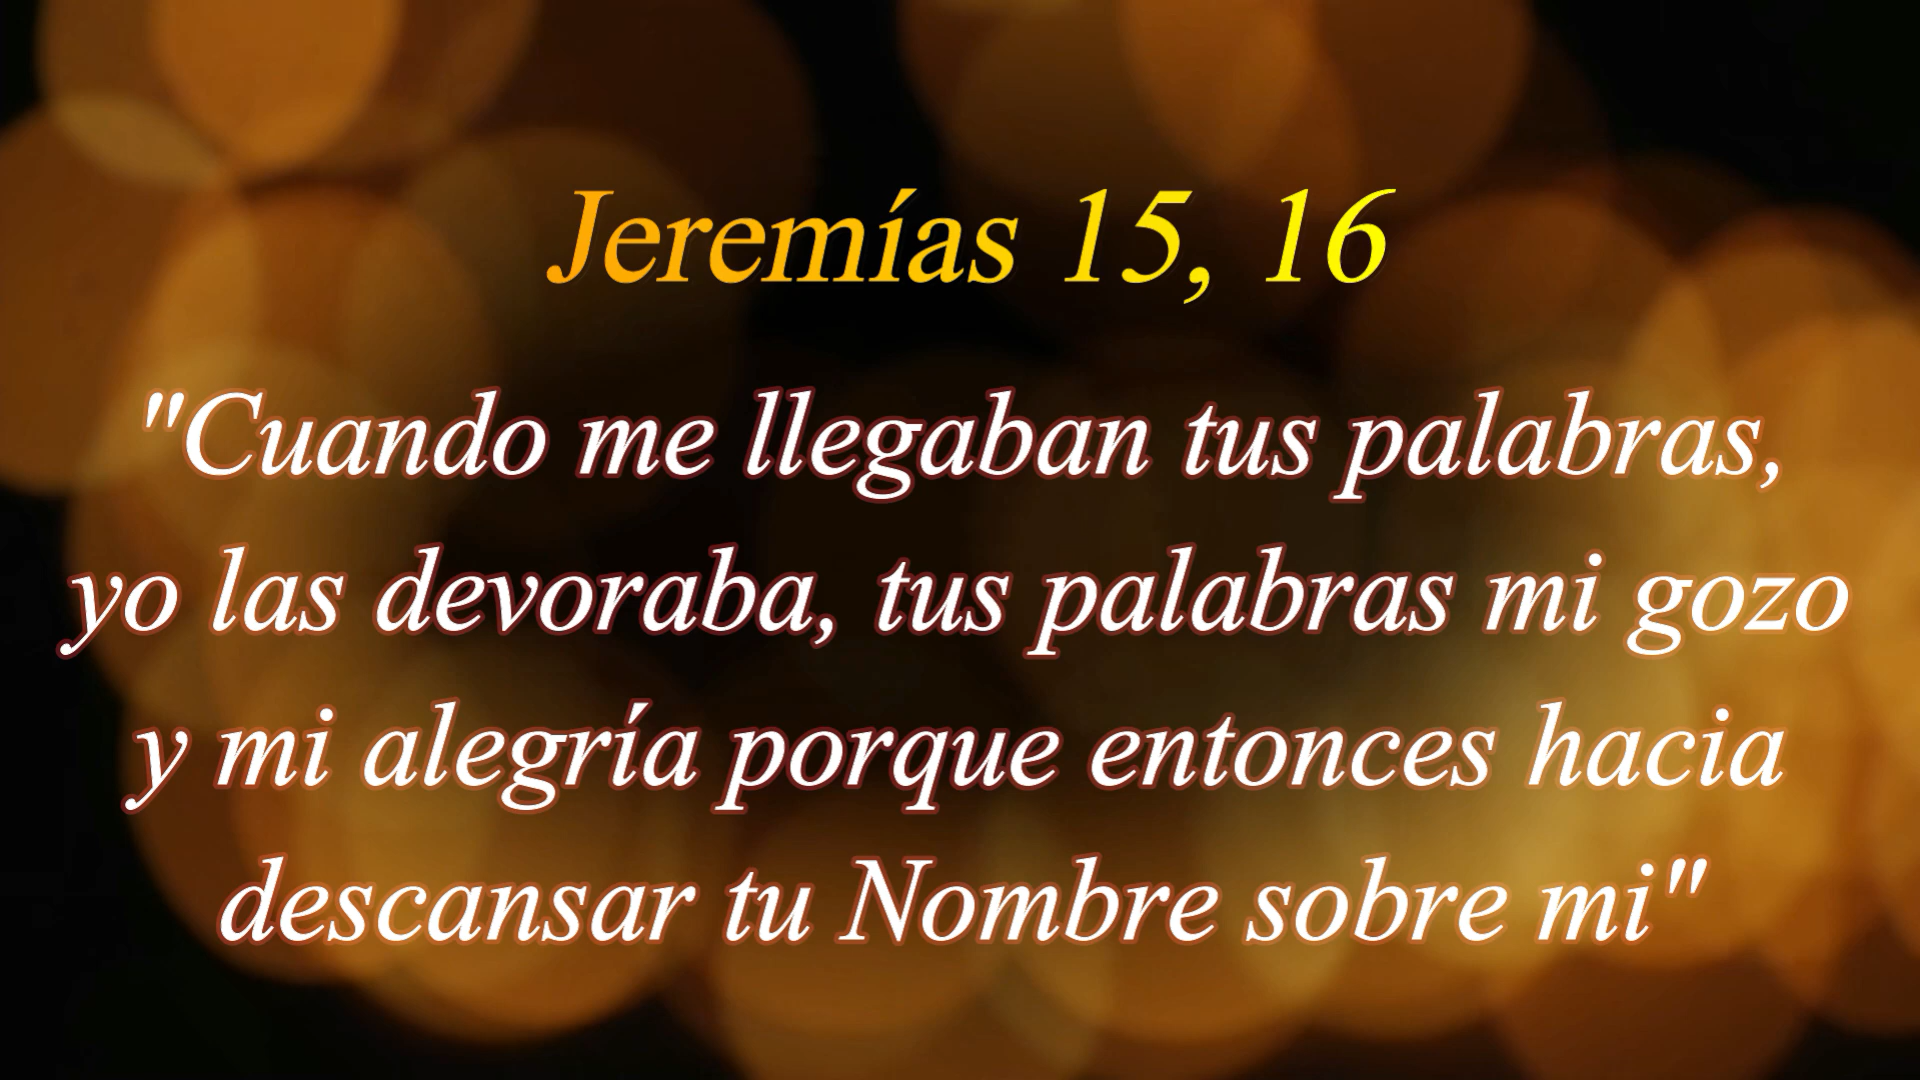 Jeremías 15, 16
"Cuando me llegaban tus palabras,
yo las devoraba, tus palabras mi gozo
y mi alegría porque entonces hacia
descansar tu Nombre sobre mi"